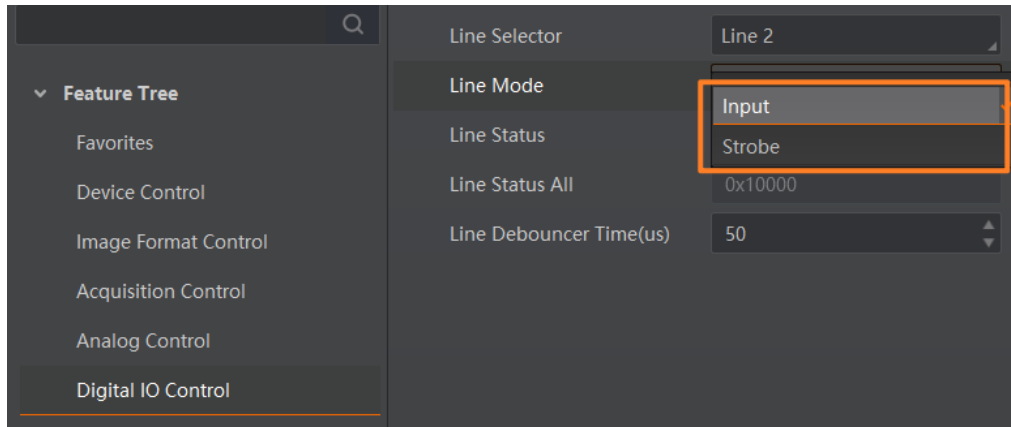 Feature Tree
Favorites
Device Control
Image Format Control
Acquisition Control
Analog Control
Digital IO Control
Line Selector
Line 2
Line Mode
Input
Line Status
Strobe
Line Status All
0x10000
Line Debouncer Time(us)
50